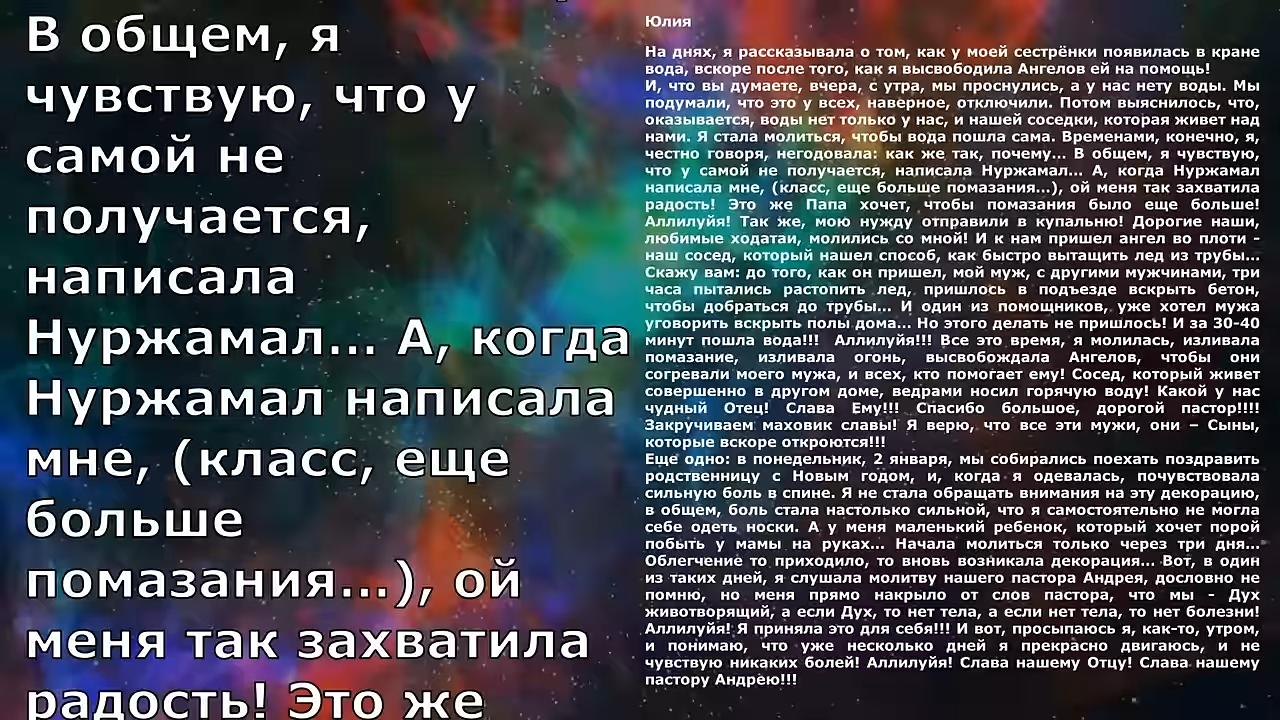 В общем, я
чувствую, что у
самой не
получается,
написала
Нуржамал... А, когда
Нуржамал написала
мне, (класс, еще
больше
помазания...), ой
меня так захватила
радость! Это же
Юлия
На днях, я рассказывала о том, как у моей сестрёнки появилась в кране
вода, вскоре после того, как я высвободила Ангелов ей на помощь!
И, что вы думаете, вчера, с утра, мы проснулись, а у нас нету воды. Мы
подумали, что это у всех, наверное, отключили. Потом выяснилось, что,
оказывается, воды нет только у нас, и нашей соседки, которая живет над
нами. Я стала молиться, чтобы вода пошла сама. Временами, конечно, я,
честно говоря, негодовала: как же так, почему... В общем, я чувствую,
что у самой не получается, написала Нуржамал... А, когда Нуржамал
написала мне, (класс, еще больше помазания...), ой меня так захватила
радость! Это же Папа хочет, чтобы помазания было еще больше!
Аллилуйя! Так же, мою нужду отправили в купальню! Дорогие наши,
любимые ходатаи, молились со мной! И к нам пришел ангел во плоти -
наш сосед, который нашел способ, как быстро вытащить лед из трубы...
Скажу вам: до того, как он пришел, мой муж, с другими мужчинами, три
часа пытались растопить лед, пришлось в подъезде вскрыть бетон,
чтобы добраться до трубы... И один из помощников, уже хотел мужа
уговорить вскрыть полы дома... Но этого делать не пришлось! И за 30-40
минут пошла вода!!! Аллилуйя!!! Все это время, я молилась, изливала
помазание, изливала огонь, высвобождала Ангелов, чтобы они
согревали моего мужа, и всех, кто помогает ему! Сосед, который живет
совершенно в другом доме, ведрами носил горячую воду! Какой у нас
чудный Отец! Слава Ему!!! Спасибо большое, дорогой пастор!!!!
Закручиваем маховик славы! Я верю, что все эти мужи, они – Сыны,
которые вскоре откроются!!!
Еще одно: в понедельник, 2 января, мы собирались поехать поздравить
родственницу с Новым годом, и, когда я одевалась, почувствовала
сильную боль в спине. Я не стала обращать внимания на эту декорацию,
в общем, боль стала настолько сильной, что я самостоятельно не могла
себе одеть носки. А у меня маленький ребенок, который хочет порой
побыть у мамы на руках... Начала молиться только через три дня...
Облегчение то приходило, то вновь возникала декорация... Вот, в один
из таких дней, я слушала молитву нашего пастора Андрея, дословно не
помню, но меня прямо накрыло от слов пастора, что мы - Дух
животворящий, а если Дух, то нет тела, а если нет тела, то нет болезни!
Аллилуйя! Я приняла это для себя!!! И вот, просыпаюсь я, как-то, утром,
и понимаю, что уже несколько дней я прекрасно двигаюсь, и не
чувствую никаких болей! Аллилуйя! Слава нашему Отцу! Слава нашему
пастору Андрею!!!